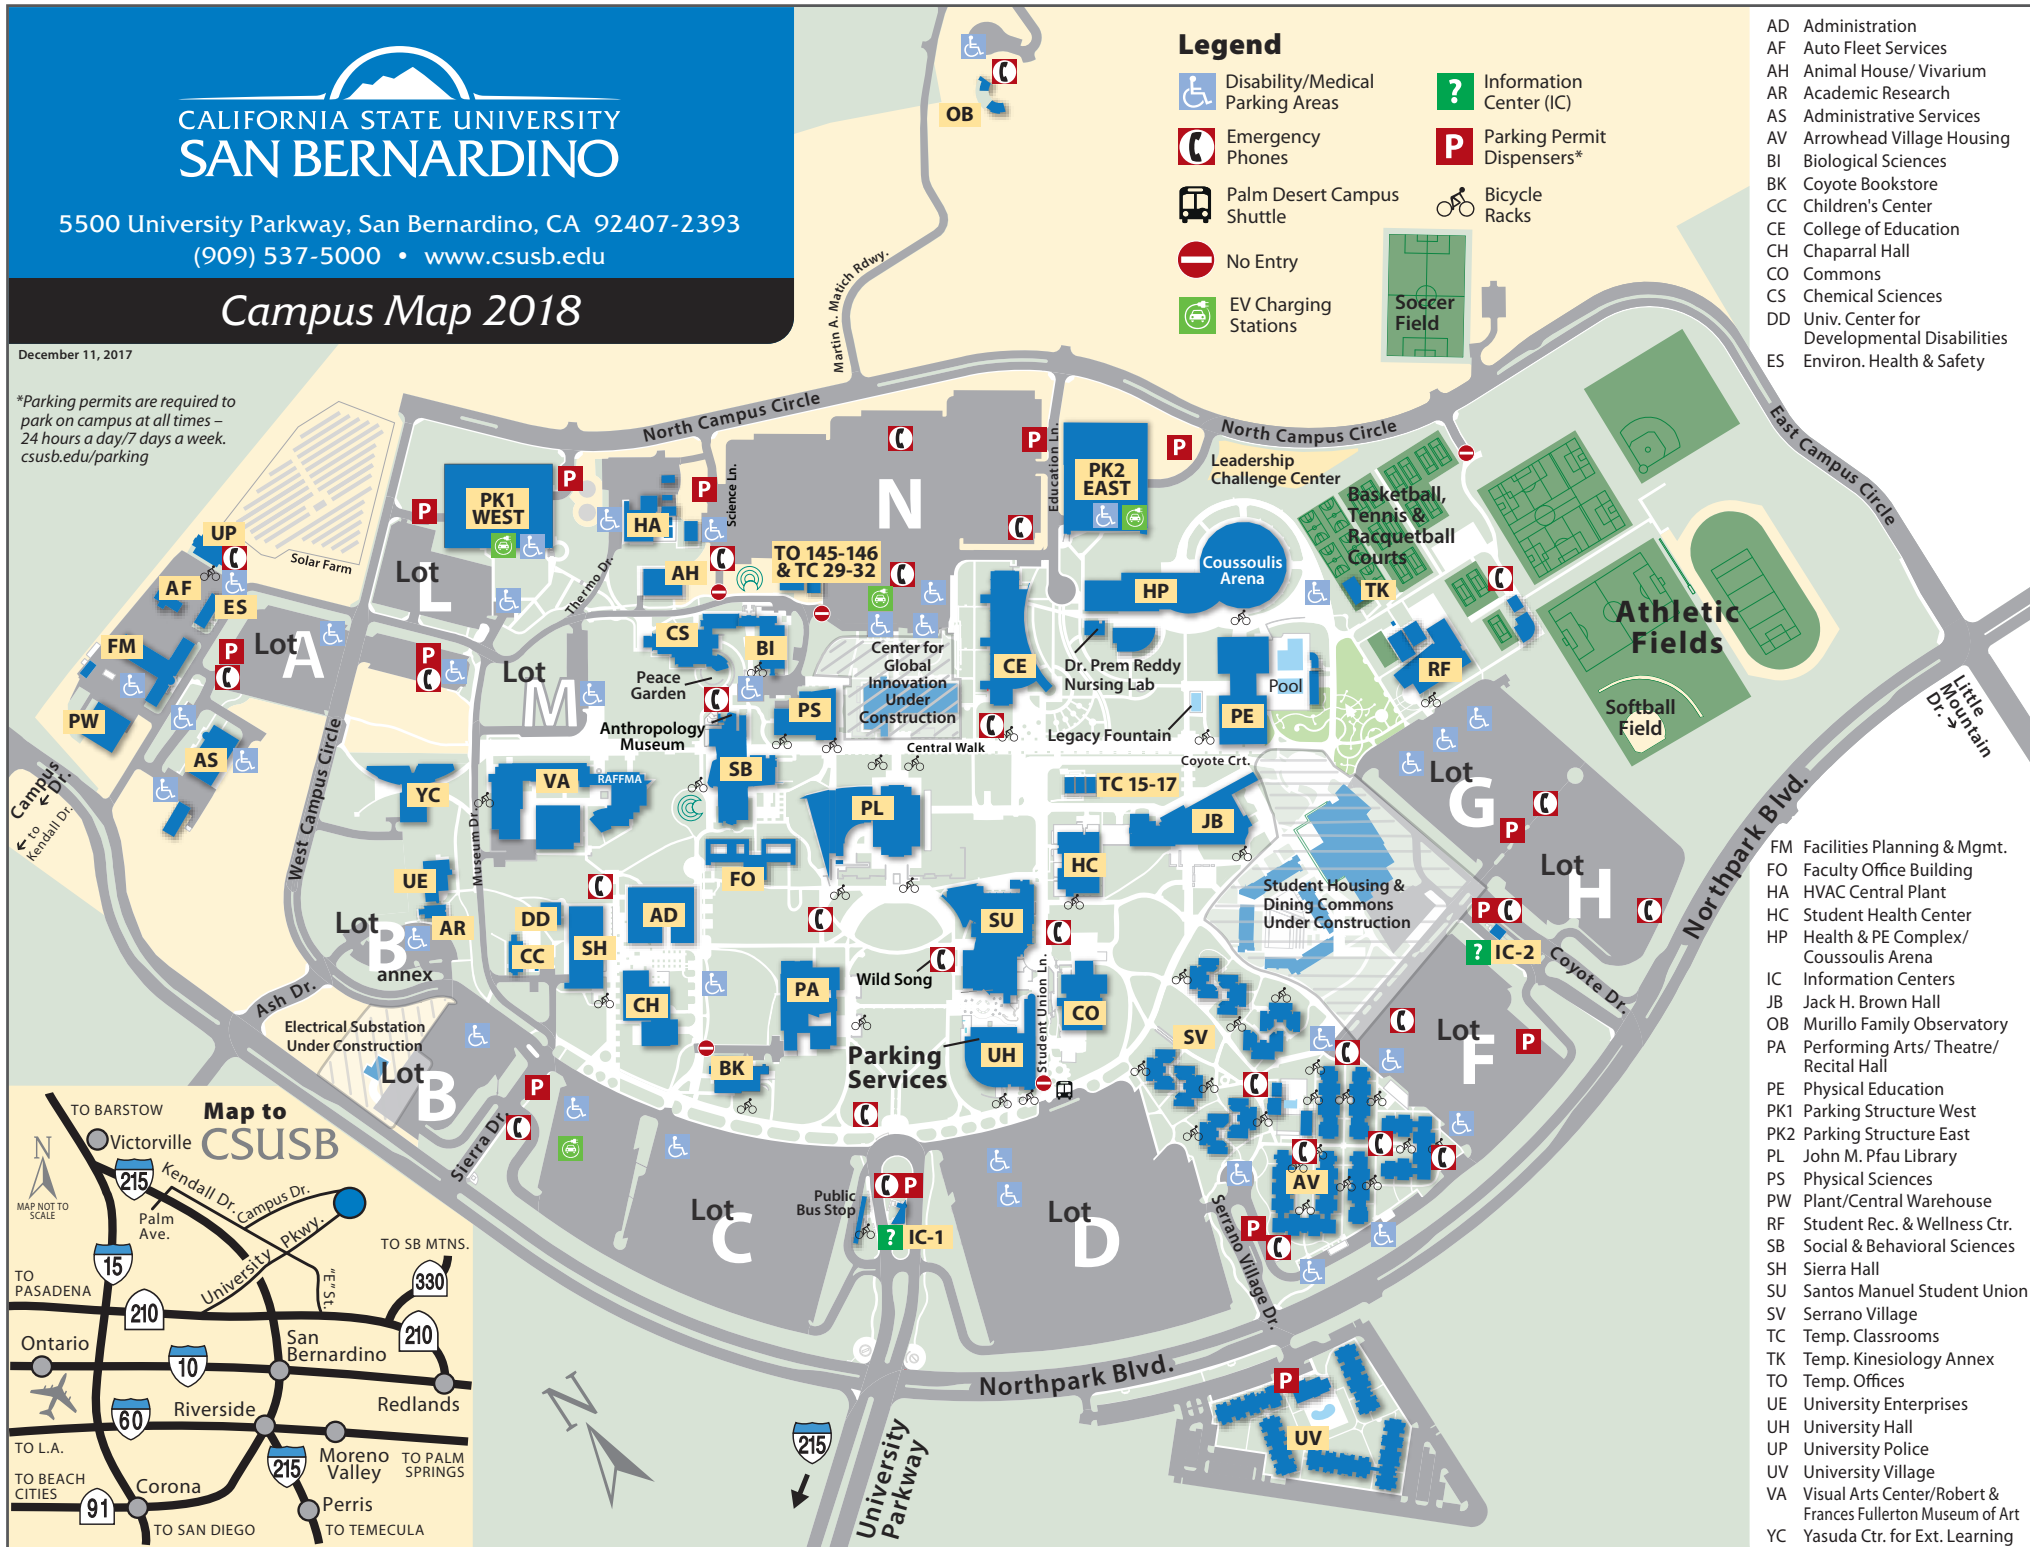 CALIFORNIA STATE UNIVERSITY
SAN BERNARDINO
5500 University Parkway, San Bernardino, CA 92407-2393
(909) 537-5000 • www.csusb.edu
Campus Map 2018
December 11, 2017
*Parking permits are required to
park on campus at all times –
24 hours a day/7 days a week.
csusb.edu/parking
Legend
Disability/Medical
Parking Areas
Emergency
Phones
Palm Desert Campus
Shuttle
No Entry
EV Charging
Stations
?
Information
Center (IC)
P
Parking Permit
Dispensers*
Bicycle
Racks
AD Administration
AF Auto Fleet Services
AH Animal House/ Vivarium
AR Academic Research
AS Administrative Services
AV Arrowhead Village Housing
BI Biological Sciences
BK Coyote Bookstore
CC Children's Center
CE College of Education
CH Chaparral Hall
CO Commons
CS Chemical Sciences
DD Univ. Center for
Developmental Disabilities
ES Environ. Health & Safety
FM Facilities Planning & Mgmt.
FO Faculty Office Building
HA HVAC Central Plant
HC Student Health Center
HP Health & PE Complex/
Coussoulis Arena
IC Information Centers
JB Jack H. Brown Hall
OB Murillo Family Observatory
PA Performing Arts/ Theatre/
Recital Hall
PE Physical Education
PK1 Parking Structure West
PK2 Parking Structure East
PL John M. Pfau Library
PS Physical Sciences
PW Plant/Central Warehouse
RF Student Rec. & Wellness Ctr.
SB Social & Behavioral Sciences
SH Sierra Hall
SU Santos Manuel Student Union
SV Serrano Village
TC Temp. Classrooms
TK Temp. Kinesiology Annex
TO Temp. Offices
UE University Enterprises
UH University Hall
UP University Police
UV University Village
VA Visual Arts Center/Robert &
Frances Fullerton Museum of Art
YC Yasuda Ctr. for Ext. Learning
OB
Martin A. Matich Rdwy.
Soccer
Field
North Campus Circle
North Campus Circle
East Campus Circle
Leadership
Challenge Center
Basketball,
Tennis &
Racquetball
Courts
Athletic
Fields
Softball
Field
Little
Mountain
Dr.
PK1
WEST
P
P
P
HA
Science Ln.
N
P
Education Ln.
PK2
EAST
P
UP
Solar Farm
AF
ES
Lot
L
Thermo Dr.
AH
TO 145-146
& TC 29-32
HP
Coussoulis
Arena
TK
FM
P
Lot
A
P
Lot
M
CS
BI
Peace
Garden
Center for
Global
Innovation
Under
Construction
CE
Dr. Prem Reddy
Nursing Lab
Pool
RF
PW
AS
West Campus Circle
Anthropology
Museum
PS
Central Walk
Legacy Fountain
PE
Coyote Crt.
Campus
Dr.
to
Kendall Dr.
YC
Museum Dr.
VA
RAFFMA
SB
PL
TC 15-17
JB
Lot
G
P
Lot
H
Northpark Blvd.
UE
FO
HC
Student Housing &
Dining Commons
Under Construction
P
?
IC-2
Coyote Dr.
Lot
B
annex
AR
DD
CC
SH
AD
SU
Wild Song
Student Union Ln.
Ash Dr.
CH
PA
CO
SV
Lot
F
P
Electrical Substation
Under Construction
Lot
B
BK
Parking
Services
UH
P
Sierra Dr.
Lot
C
Public
Bus Stop
P
?
IC-1
Lot
D
Serrano Village Dr.
AV
P
Northpark Blvd.
N
215
University
Parkway
P
UV
Map to
CSUSB
TO BARSTOW
Victorville
N
MAP NOT TO
SCALE
215
Kendall Dr.
Campus Dr.
Palm
Ave.
University Pkwy.
"E" St.
TO SB MTNS.
15
330
TO
PASADENA
210
210
Ontario
10
San
Bernardino
Redlands
60
Riverside
TO L.A.
215
Moreno
Valley
TO PALM
SPRINGS
TO BEACH
CITIES
91
Corona
Perris
TO SAN DIEGO
TO TEMECULA